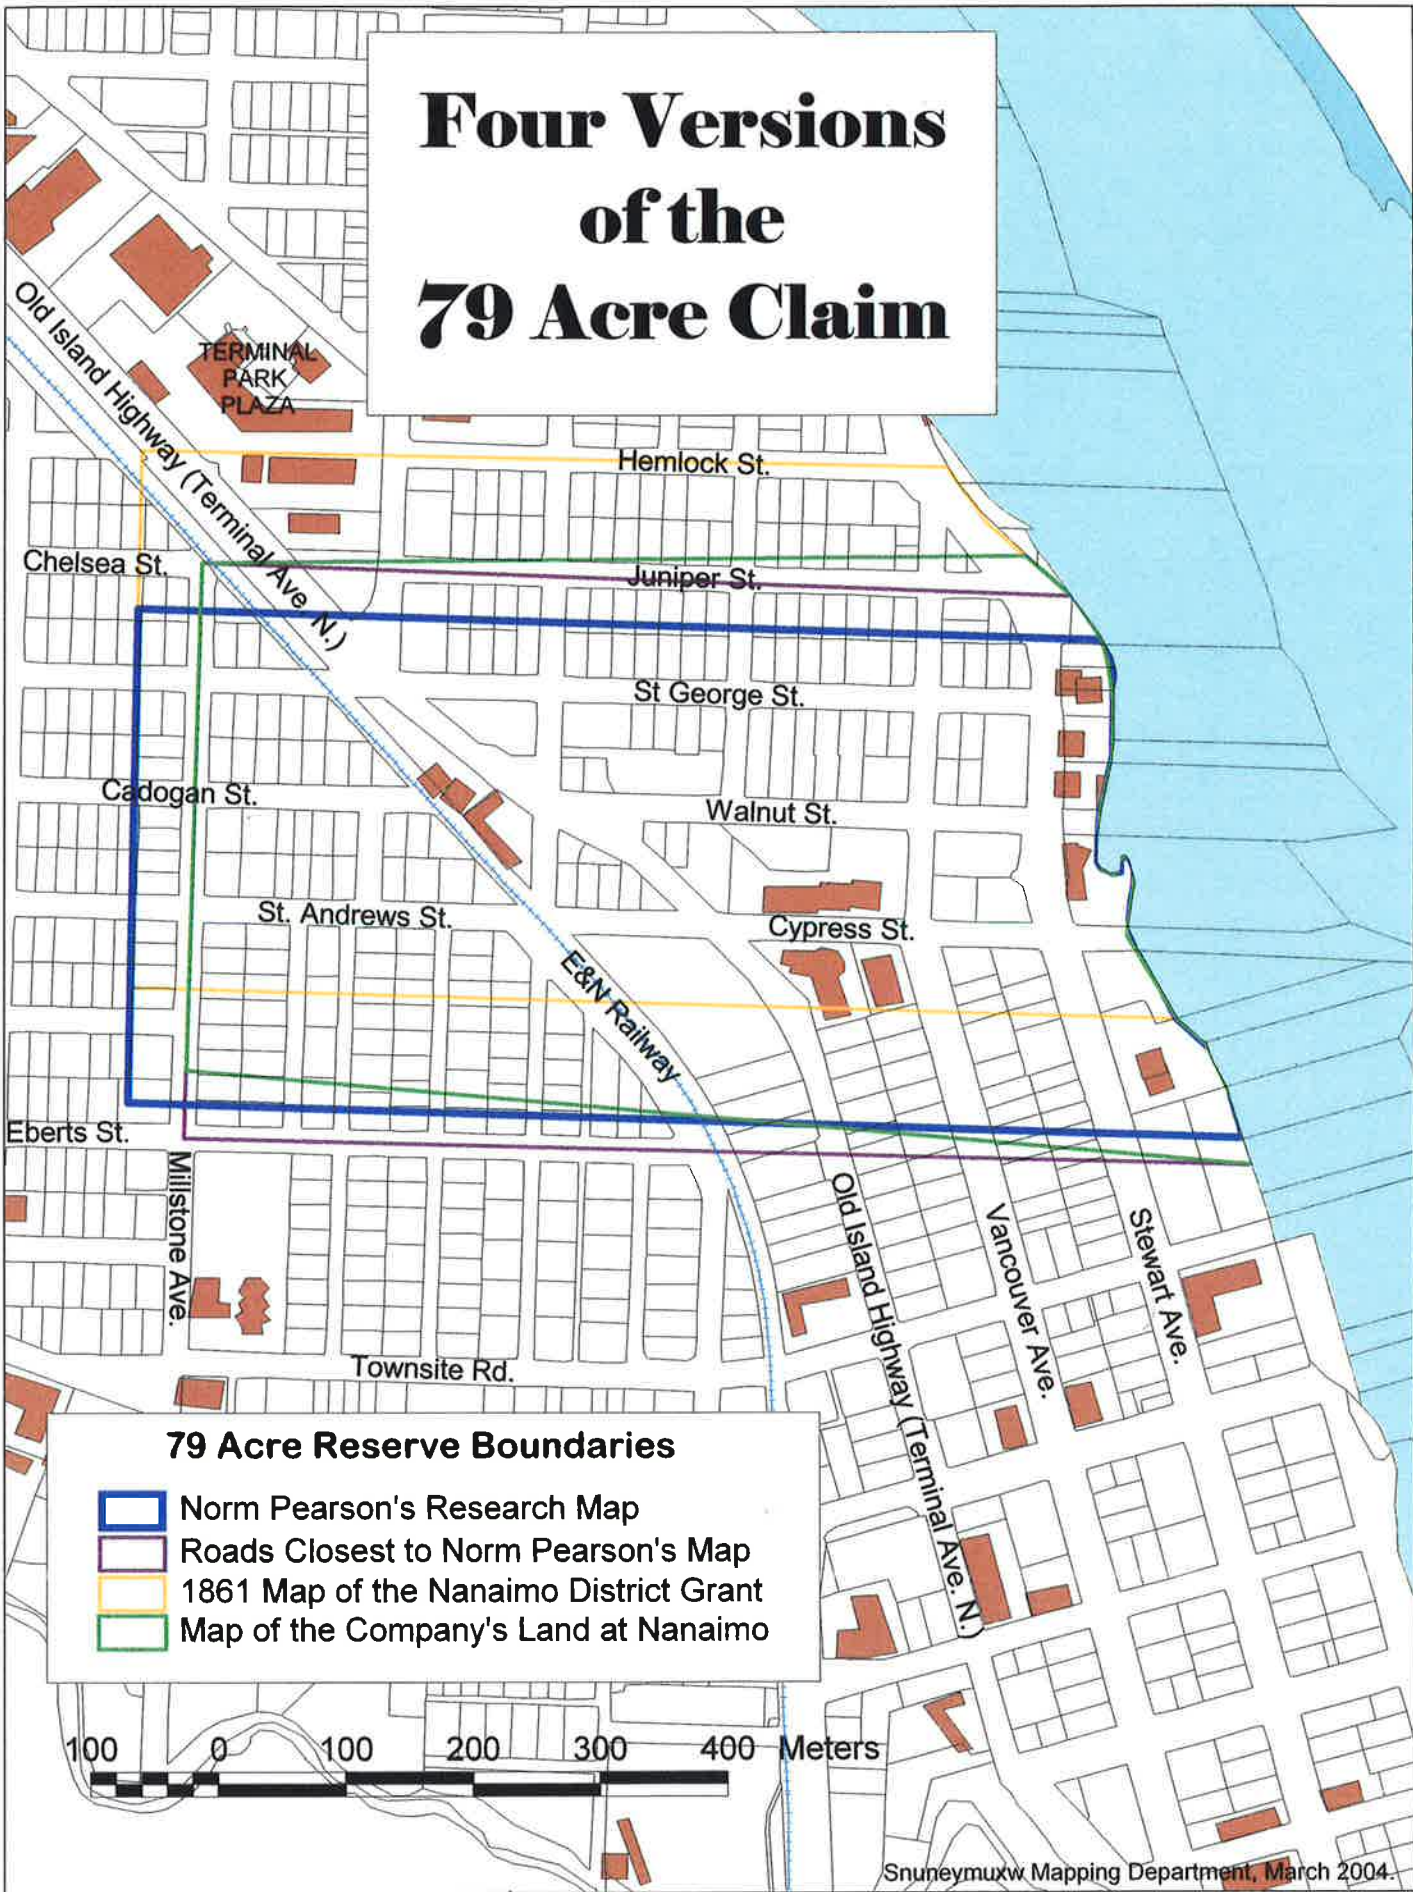 Four Versions
of the
79 Acre Claim
Old Island Highway (Terminal Ave. N.)
TERMINAL
PARK
PLAZA
Hemlock St.
Chelsea St.
Juniper St.
St George St.
Cadogan St.
Walnut St.
St. Andrews St.
Cypress St.
E&N Railway
Eberts St.
Millstone Ave.
Old Island Highway (Terminal Ave. N.)
Vancouver Ave.
Stewart Ave.
Townsite Rd.
79 Acre Reserve Boundaries
Norm Pearson's Research Map
Roads Closest to Norm Pearson's Map
1861 Map of the Nanaimo District Grant
Map of the Company's Land at Nanaimo
100 0 100 200 300 400 Meters
Snuneymuxw Mapping Department, March 2004.